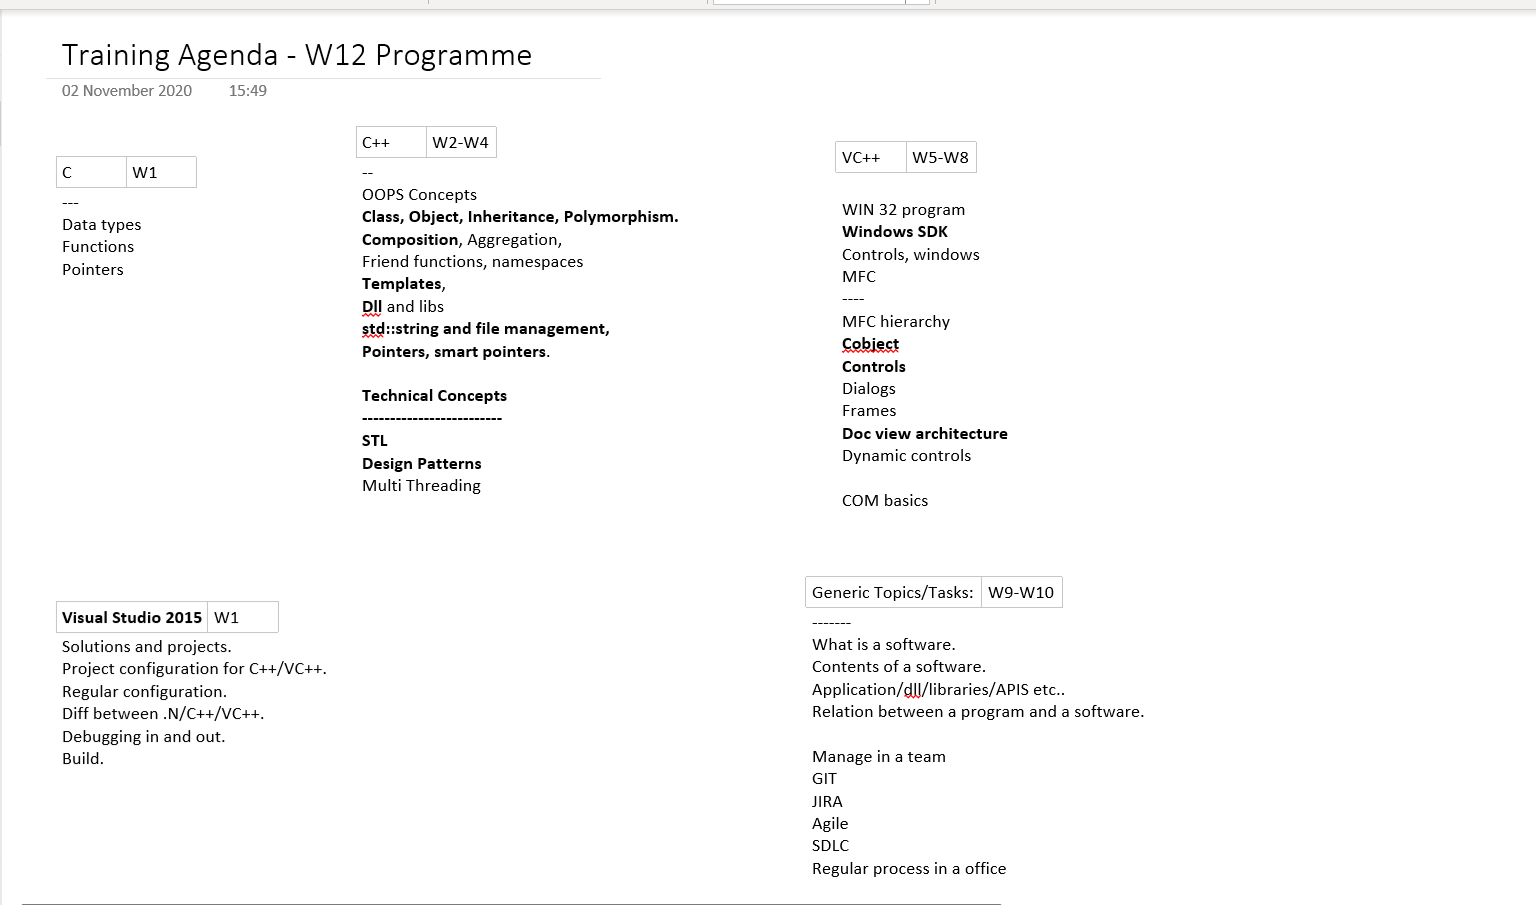 Training Agenda - W12 Programme
02 November 2020 15:49
C W1
---
Data types
Functions
Pointers
C++ W2-W4
--
OOPS Concepts
Class, Object, Inheritance, Polymorphism.
Composition, Aggregation,
Friend functions, namespaces
Templates,
Dll and libs
std::string and file management,
Pointers, smart pointers.
Technical Concepts
-------------------------
STL
Design Patterns
Multi Threading
VC++ W5-W8
WIN 32 program
Windows SDK
Controls, windows
MFC
----
MFC hierarchy
Cobject
Controls
Dialogs
Frames
Doc view architecture
Dynamic controls
COM basics
Visual Studio 2015 W1
Solutions and projects.
Project configuration for C++/VC++.
Regular configuration.
Diff between .N/C++/VC++.
Debugging in and out.
Build.
Generic Topics/Tasks: W9-W10
-------
What is a software.
Contents of a software.
Application/dll/libraries/APIS etc..
Relation between a program and a software.
Manage in a team
GIT
JIRA
Agile
SDLC
Regular process in a office